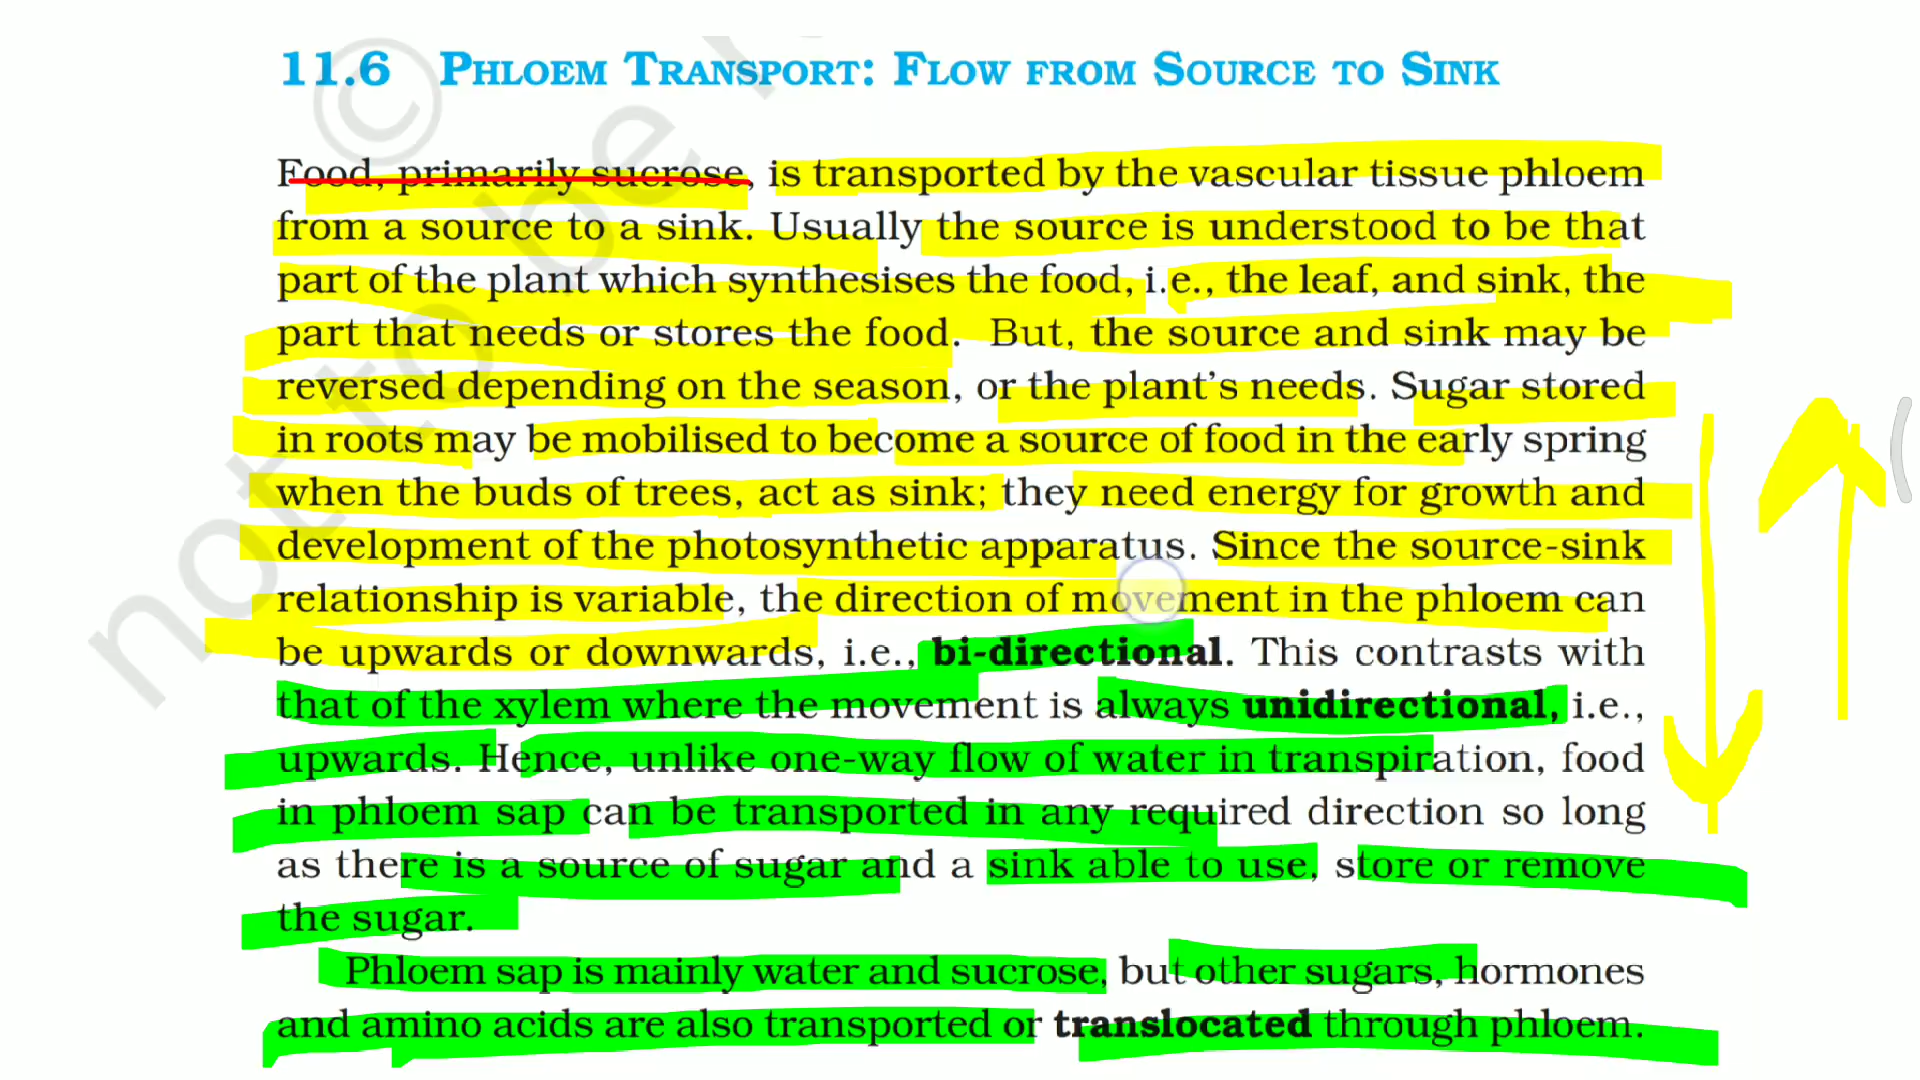 11.6 PHLOEM TRANSPORT: FLOW FROM SOURCE TO SINK
Food, primarily sucrose, is transported by the vascular tissue phloem
from a source to a sink. Usually the source is understood to be that
part of the plant which synthesises the food, i.e., the leaf, and sink, the
part that needs or stores the food. But, the source and sink may be
reversed depending on the season, or the plant's needs. Sugar stored
in roots may be mobilised to become a source of food in the early spring
when the buds of trees, act as sink; they need energy for growth and
development of the photosynthetic apparatus. Since the source-sink
relationship is variable, the direction of movement in the phloem can
be upwards or downwards, i.e., bi-directional. This contrasts with
that of the xylem where the movement is always unidirectional, i.e.,
upwards. Hence, unlike one-way flow of water in transpiration, food
in phloem sap can be transported in any required direction so long
as there is a source of sugar and a sink able to use, store or remove
the sugar.
Phloem sap is mainly water and sucrose, but other sugars, hormones
and amino acids are also transported or translocated through phloem.
©
not to be